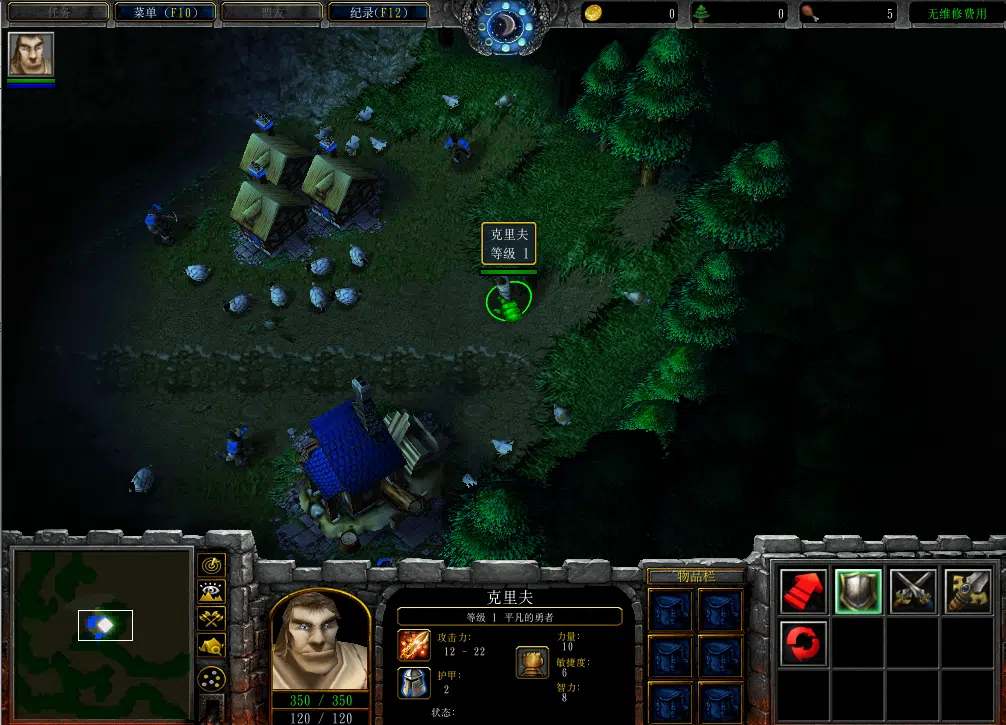 任务
菜单 (F10)
盟友
纪录(F12)
0
0
5
无维修费用
克里夫
等级 1
克里夫
等级 1 平凡的勇者
攻击力:
12 - 22
护甲:
2
状态:
力量:
10
敏捷度:
6
智力:
8
350 / 350
120 / 120
物品栏